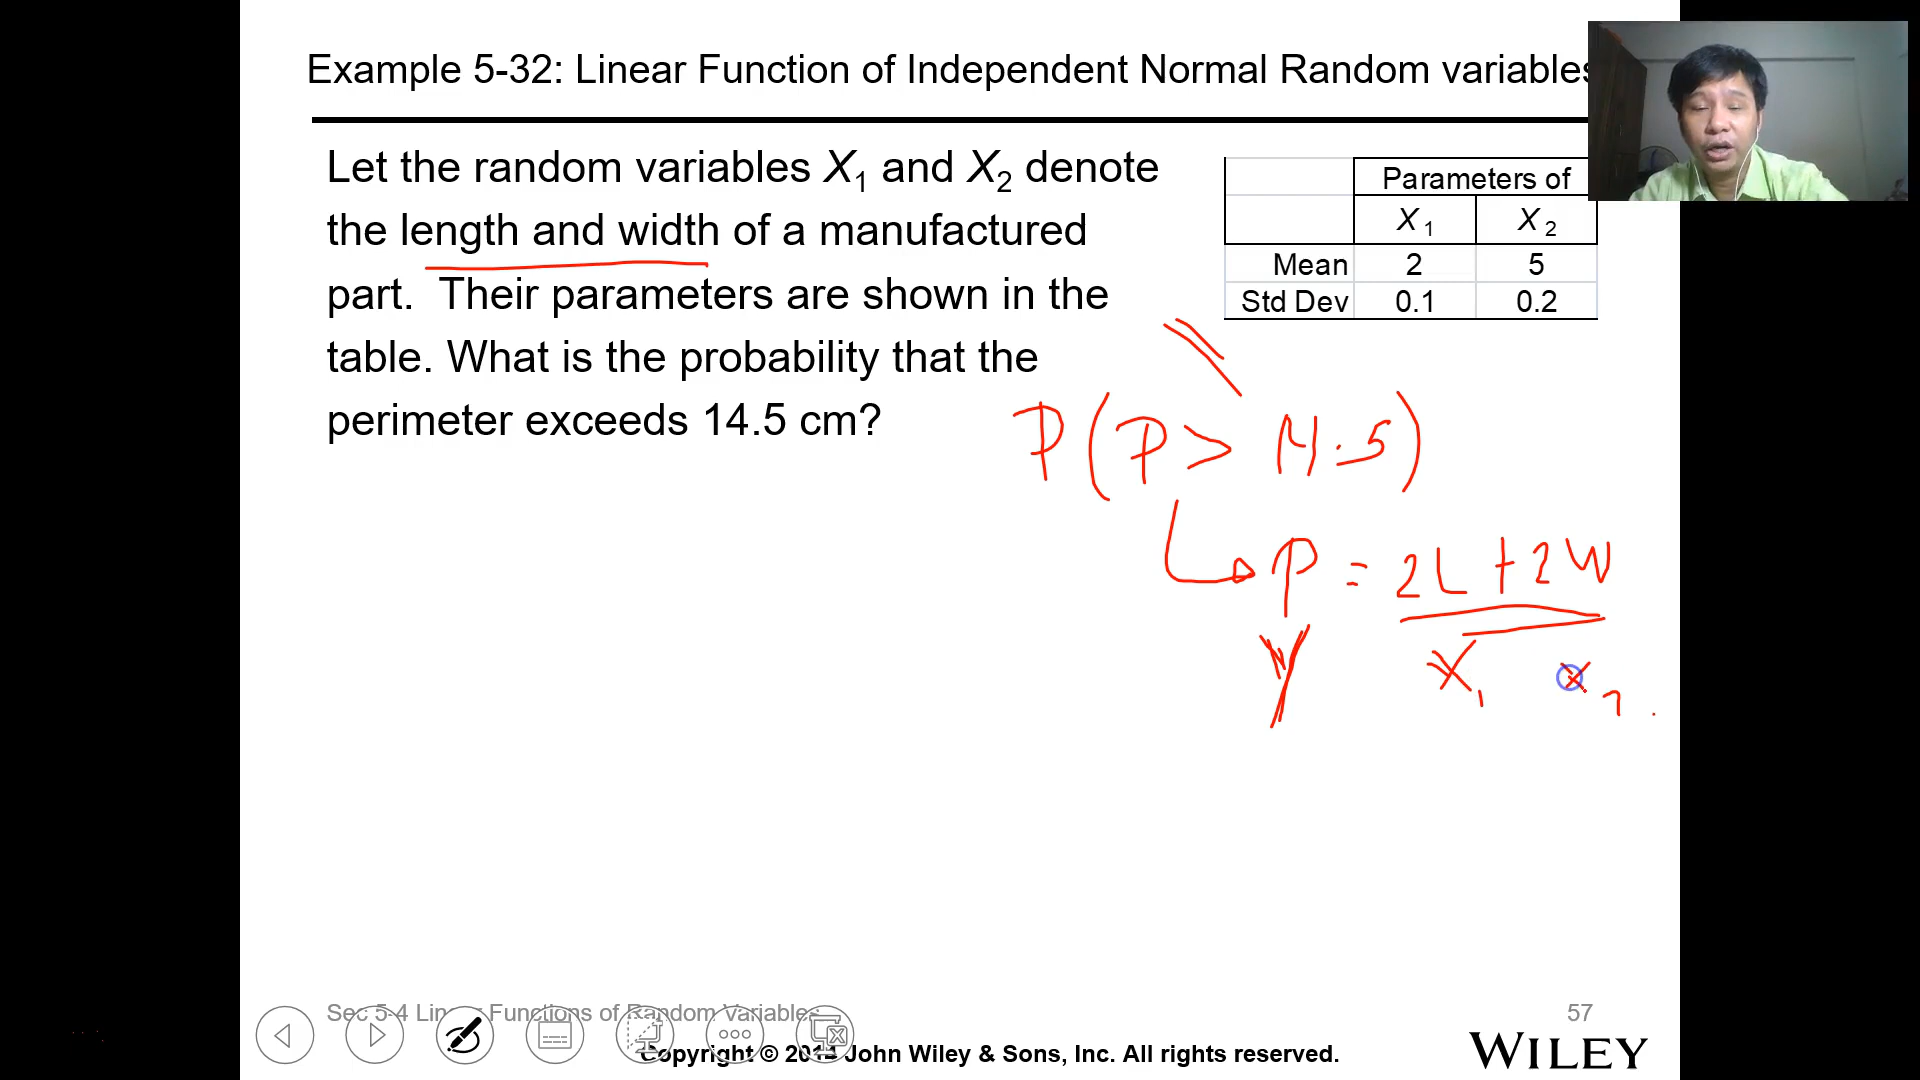 Example 5-32: Linear Function of Independent Normal Random variables
Let the random variables X1 and X2 denote
the length and width of a manufactured
part. Their parameters are shown in the
table. What is the probability that the
perimeter exceeds 14.5 cm?
Parameters of
X1 X2
Mean 2 5
Std Dev 0.1 0.2
P(P > 14.5)
P = 2L + 2W
Y X1 X2
Sec 5-4 Linear Functions of Random Variables
57
Copyright © 2014 John Wiley & Sons, Inc. All rights reserved.
WILEY